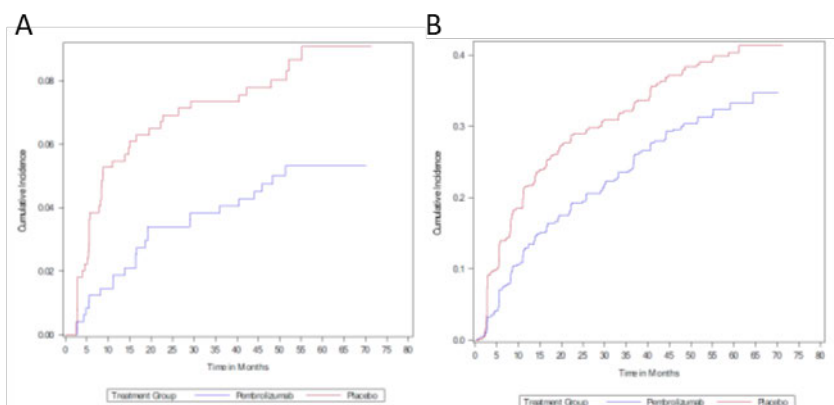 A
B
Cumulative Incidence
0.08
0.06
0.04
0.02
0.00
0 5 10 15 20 25 30 35 40 45 50 55 60 65 70 75 80
Time in Months
Treatment Group Pembrolizumab Placebo
Cumulative Incidence
0.4
0.3
0.2
0.1
0.0
0 5 10 15 20 25 30 35 40 45 50 55 60 65 70 75 80
Time in Months
Treatment Group Pembrolizumab Placebo